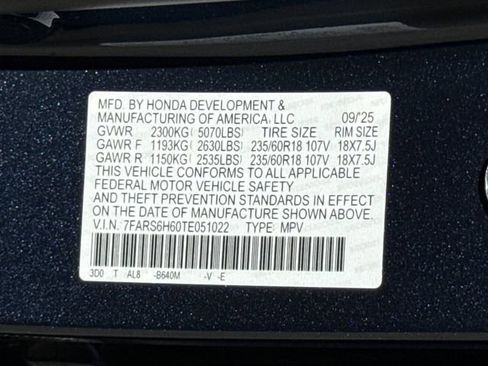 MFD. BY HONDA DEVELOPMENT &
MANUFACTURING OF AMERICA, LLC 09/'25
GVWR 2300KG( 5070LBS) TIRE SIZE RIM SIZE
GAWR F 1193KG( 2630LBS) 235/60R18 107V 18X7.5J
GAWR R 1150KG( 2535LBS) 235/60R18 107V 18X7.5J
THIS VEHICLE CONFORMS TO ALL APPLICABLE
FEDERAL MOTOR VEHICLE SAFETY
AND THEFT PREVENTION STANDARDS IN EFFECT
ON THE DATE OF MANUFACTURE SHOWN ABOVE.
V.I.N. 7FARS6H60TE051022 TYPE: MPV
3D0 T AL8 -B640M -V -E